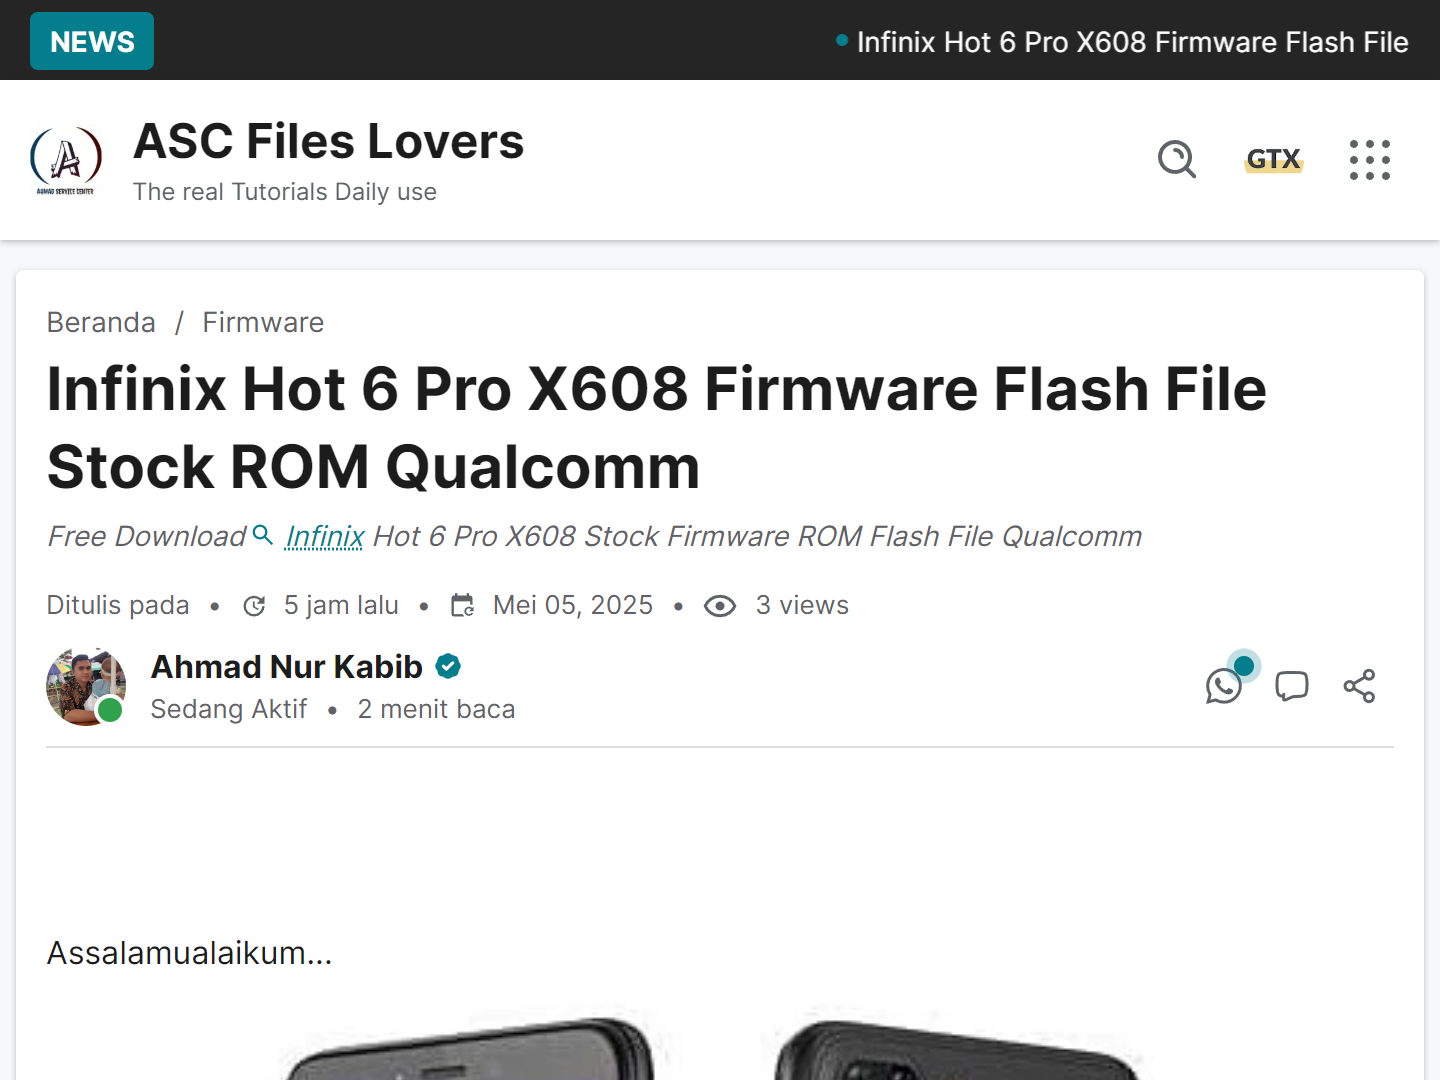 NEWS
Infinix Hot 6 Pro X608 Firmware Flash File
ASC Files Lovers
The real Tutorials Daily use
A
AHMAD SERVICE CENTER
GTX
Beranda / Firmware
Infinix Hot 6 Pro X608 Firmware Flash File
Stock ROM Qualcomm
Free Download Infinix Hot 6 Pro X608 Stock Firmware ROM Flash File Qualcomm
Ditulis pada • 5 jam lalu • Mei 05, 2025 • 3 views
Ahmad Nur Kabib
Sedang Aktif • 2 menit baca
Assalamualaikum...